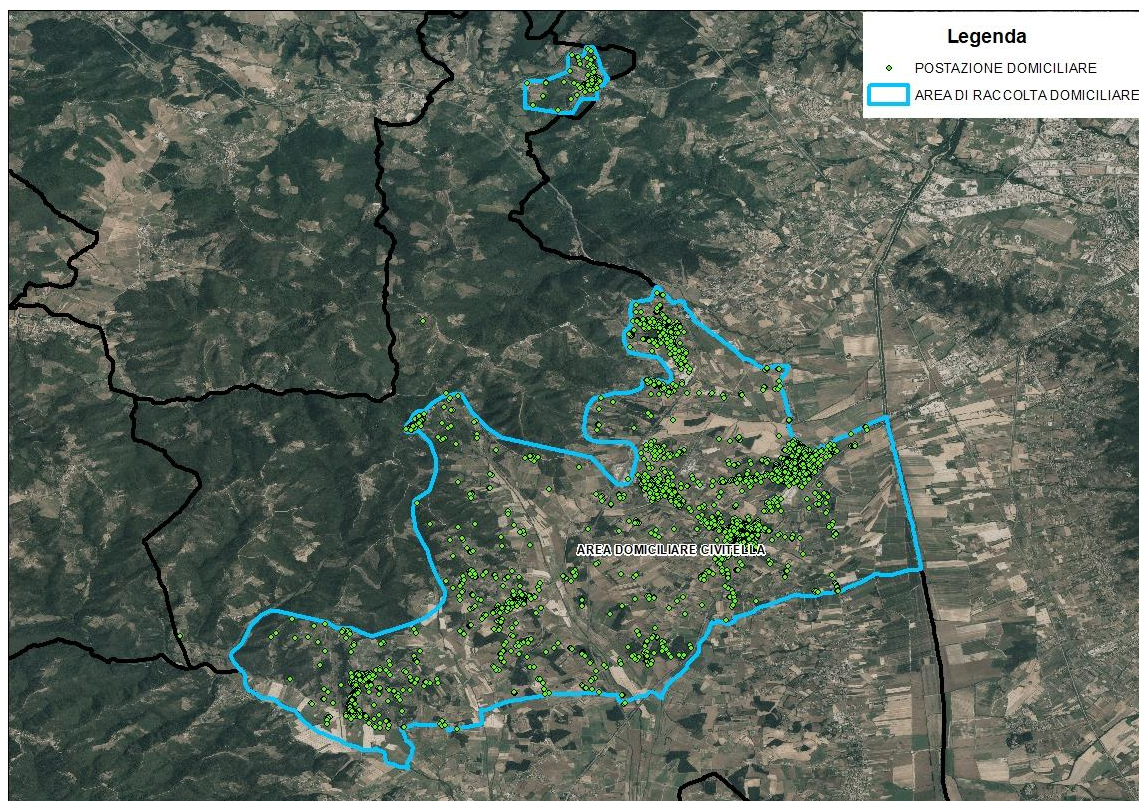 Legenda
POSTAZIONE DOMICILIARE
AREA DI RACCOLTA DOMICILIARE
AREA DOMICILIARE CIVITELLA